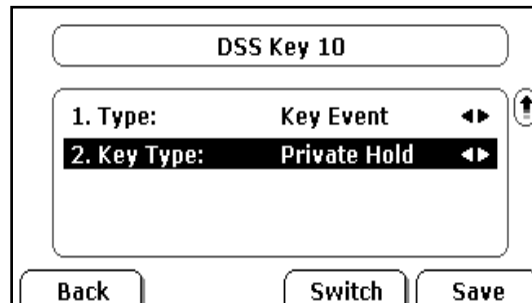 DSS Key 10
1. Type: Key Event
2. Key Type: Private Hold
Back Switch Save